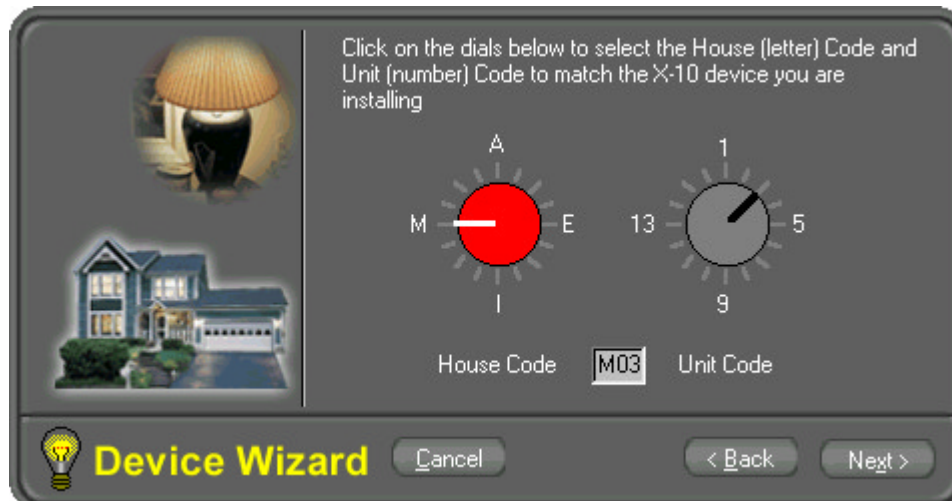 Click on the dials below to select the House (letter) Code and
Unit (number) Code to match the X-10 device you are
installing
A
1
M
E
13
5
I
9
House Code
M03
Unit Code
Device Wizard
Cancel
< Back
Next >